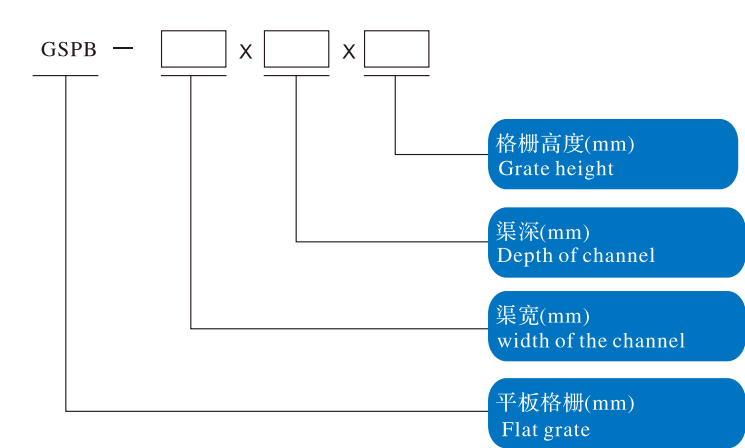 GSPB — x x
格栅高度(mm)
Grate height
渠深(mm)
Depth of channel
渠宽(mm)
width of the channel
平板格栅(mm)
Flat grate